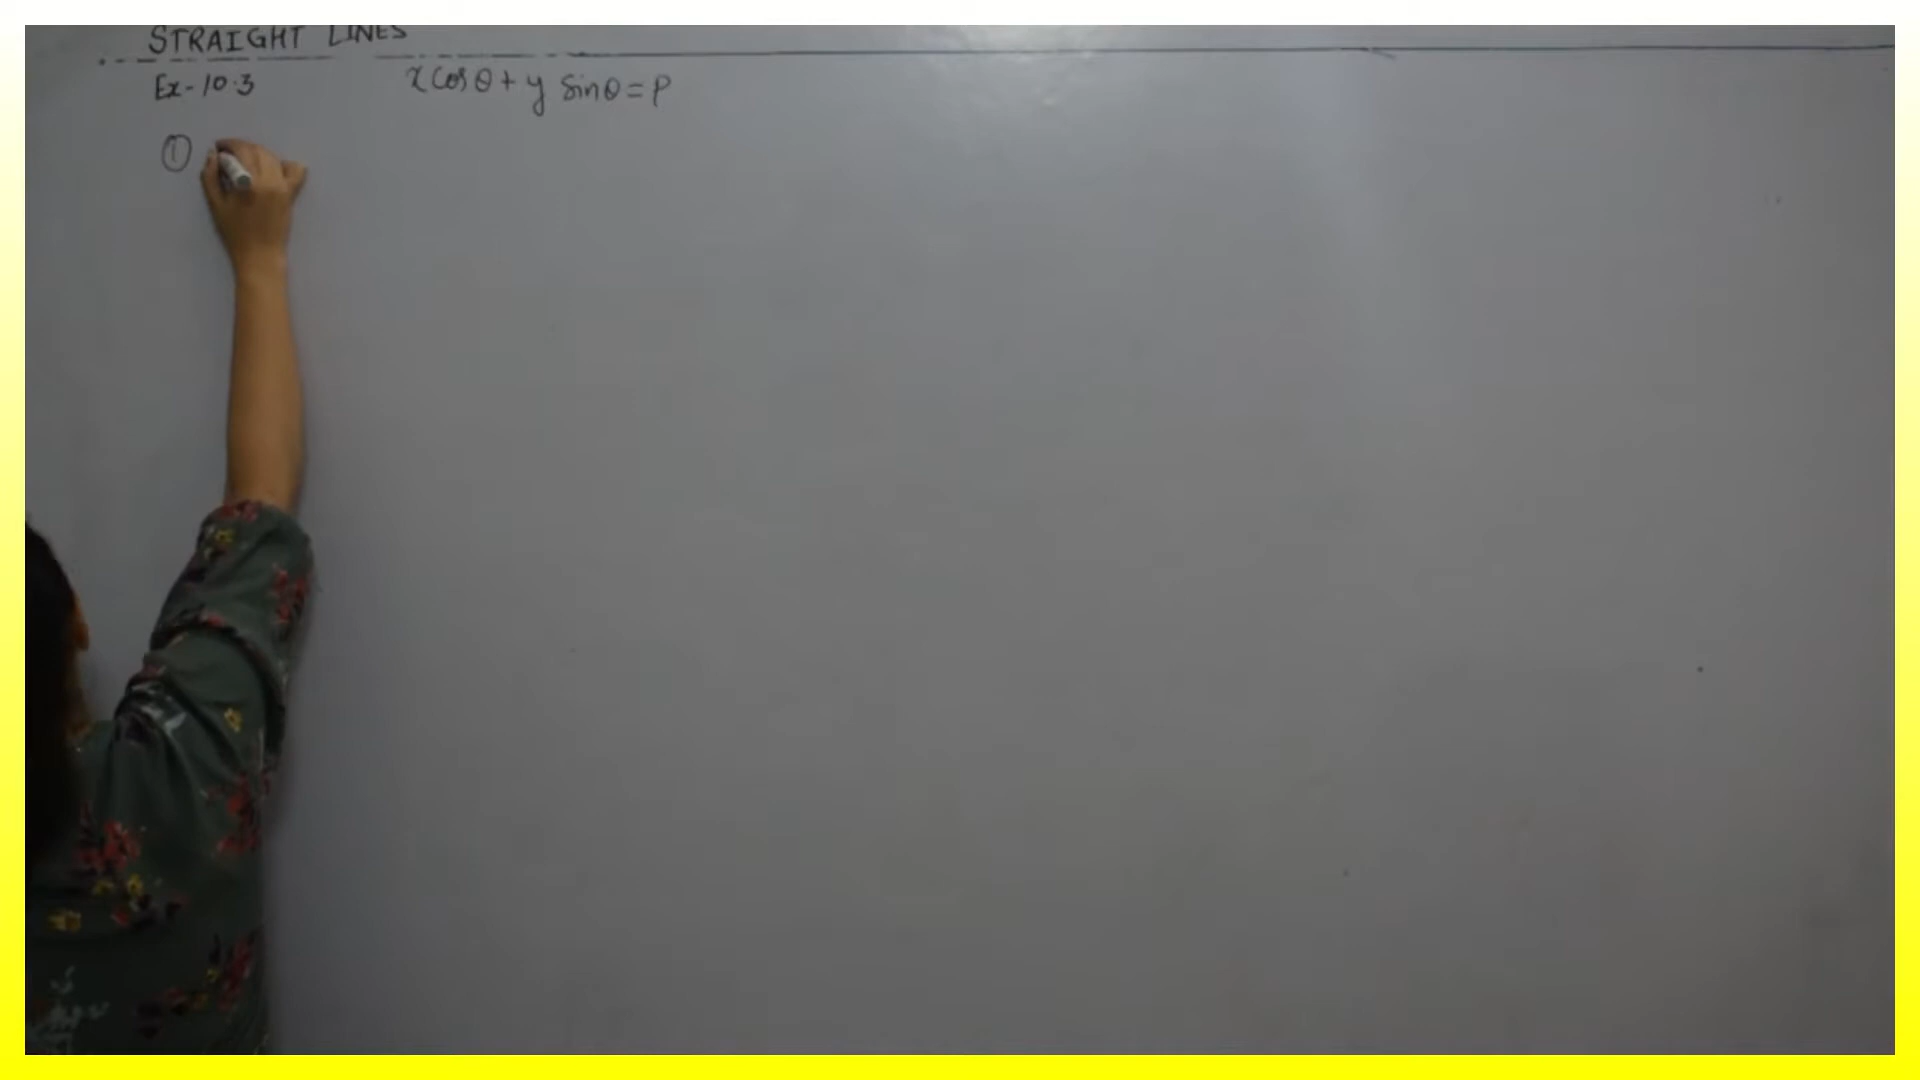 STRAIGHT LINES
Ex-10.3
x cos θ + y sin θ = P
①